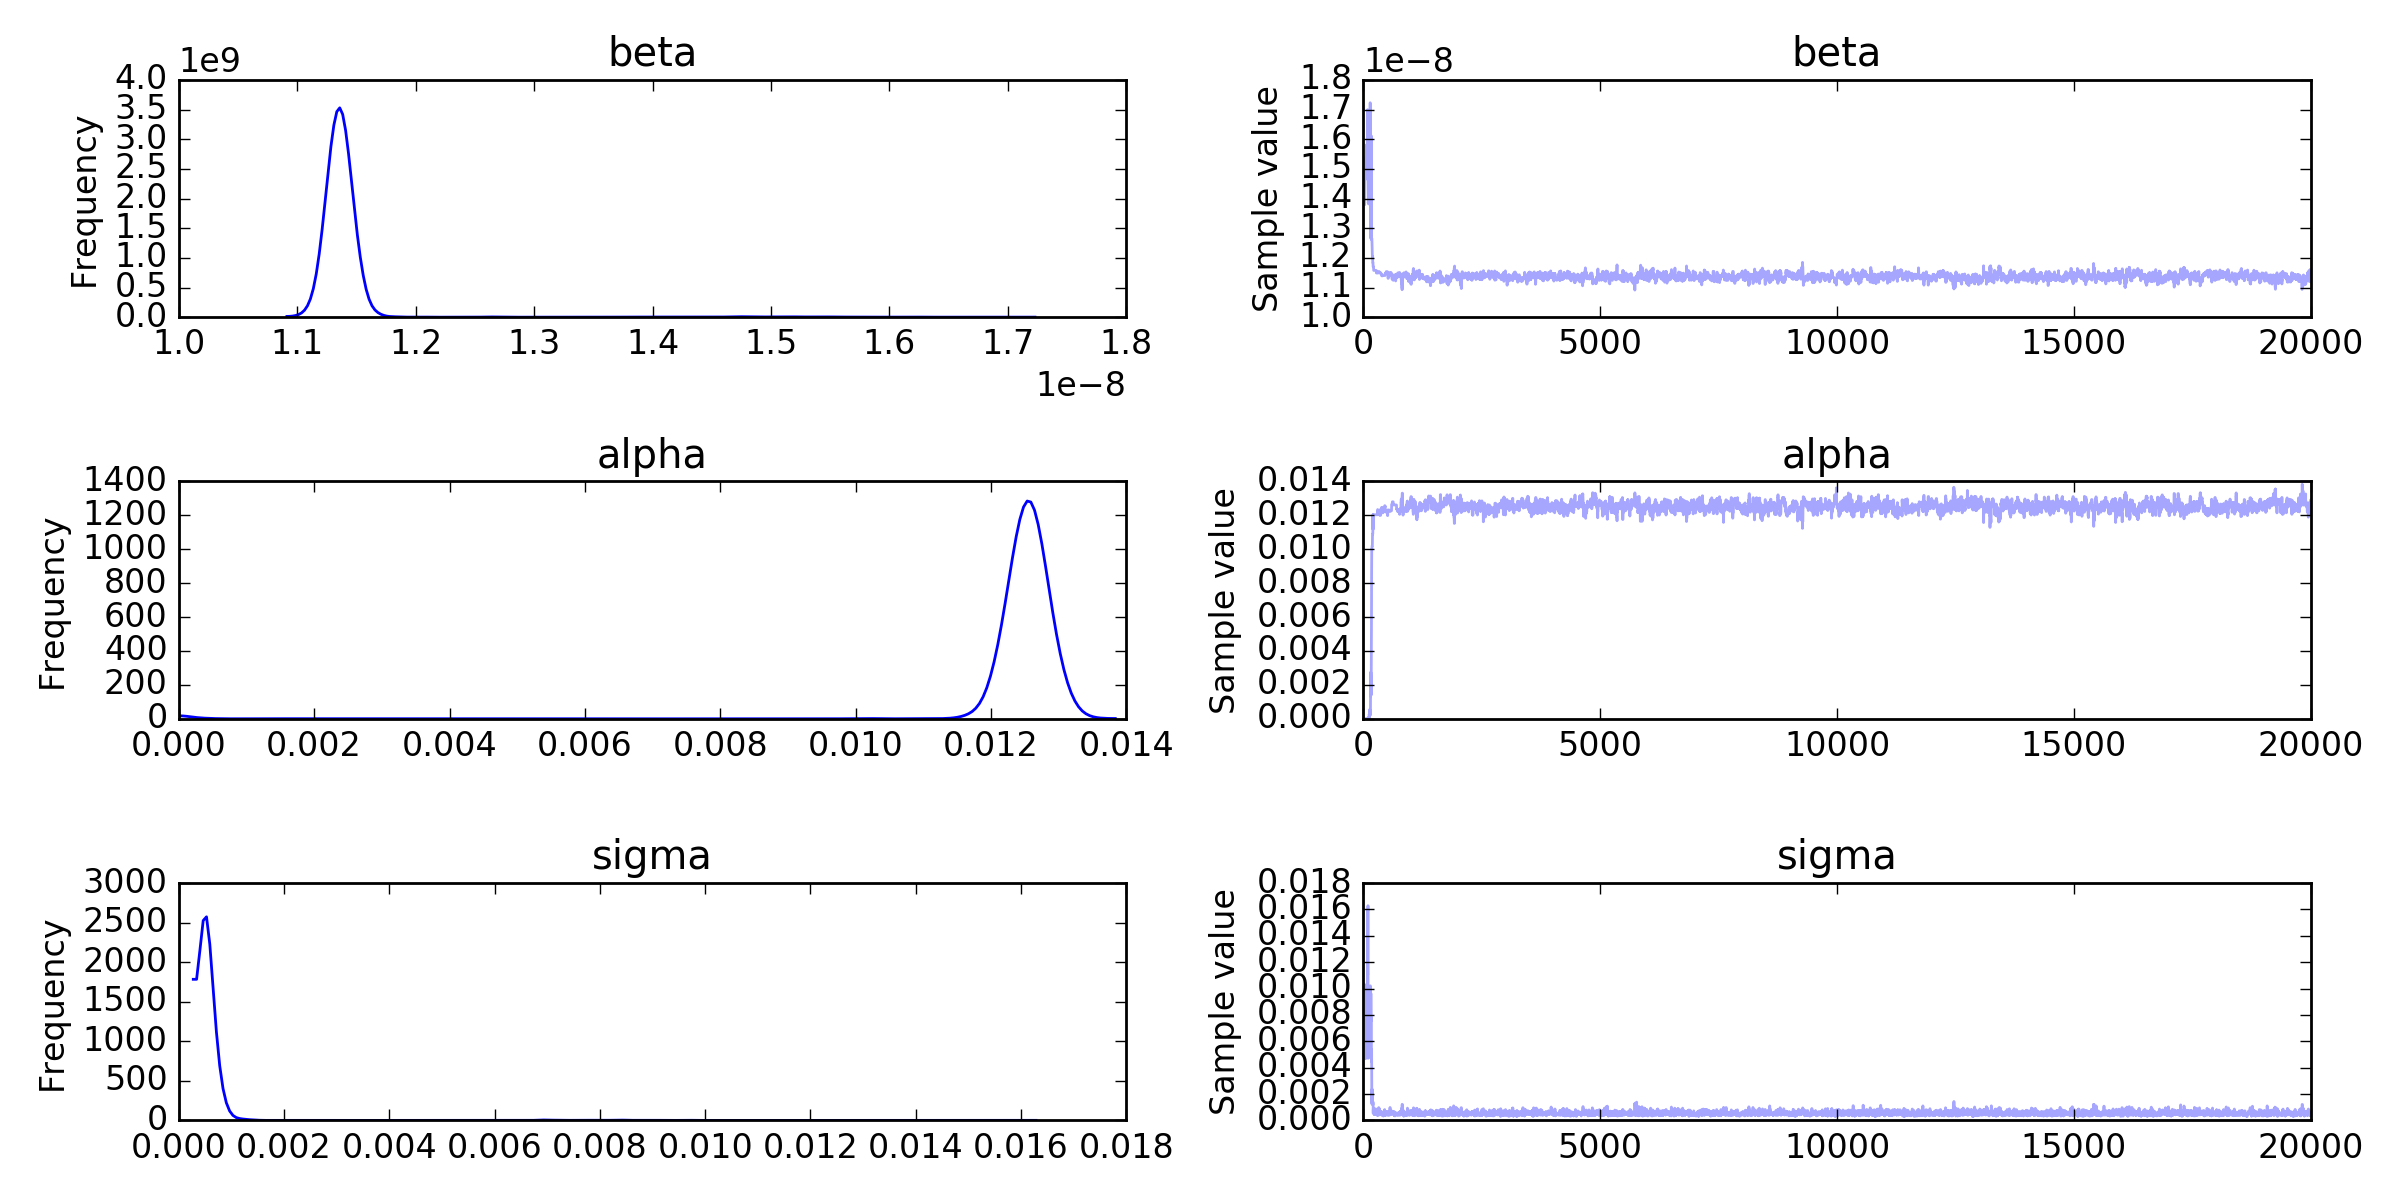 beta
1e9
4.0
3.5
3.0
2.5
2.0
1.5
1.0
0.5
0.0
Frequency
1.0 1.1 1.2 1.3 1.4 1.5 1.6 1.7 1.8
1e−8
beta
1e−8
1.8
1.7
1.6
1.5
1.4
1.3
1.2
1.1
1.0
Sample value
0 5000 10000 15000 20000
alpha
1400
1200
1000
800
600
400
200
0
Frequency
0.000 0.002 0.004 0.006 0.008 0.010 0.012 0.014
alpha
0.014
0.012
0.010
0.008
0.006
0.004
0.002
0.000
Sample value
0 5000 10000 15000 20000
sigma
3000
2500
2000
1500
1000
500
0
Frequency
0.000 0.002 0.004 0.006 0.008 0.010 0.012 0.014 0.016 0.018
sigma
0.018
0.016
0.014
0.012
0.010
0.008
0.006
0.004
0.002
0.000
Sample value
0 5000 10000 15000 20000